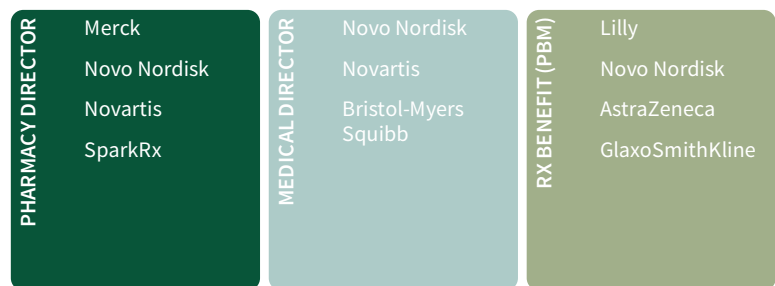 PHARMACY DIRECTOR
Merck
Novo Nordisk
Novartis
SparkRx
MEDICAL DIRECTOR
Novo Nordisk
Novartis
Bristol-Myers
Squibb
RX BENEFIT (PBM)
Lilly
Novo Nordisk
AstraZeneca
GlaxoSmithKline